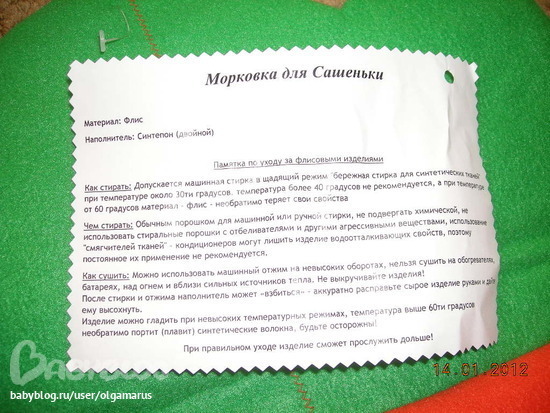 Морковка для Сашеньки
Материал: Флис
Наполнитель: Синтепон (двойной)
Памятка по уходу за флисовыми изделиями
Как стирать: Допускается машинная стирка в щадящий режим "бережная стирка для синтетических тканей"
при температуре около 30ти градусов. температура более 40 градусов не рекомендуется, а при температуре
от 60 градусов материал - флис - необратимо теряет свои свойства
Чем стирать: Обычным порошком для машинной или ручной стирки, не подвергать химической, не
использовать стиральные порошки с отбеливателями и другими агрессивными веществами, использование
"смягчителей тканей" - кондиционеров могут лишить изделие водоотталкивающих свойств, поэтому
постоянное их применение не рекомендуется.
Как сушить: Можно использовать машинный отжим на невысоких оборотах, нельзя сушить на обогревателях,
батареях, над огнем и вблизи сильных источников тепла. Не выкручивайте изделия!
После стирки и отжима наполнитель может «взбиться» - аккуратно расправьте сырое изделие руками и дайте
ему высохнуть.
Изделие можно гладить при невысоких температурных режимах, температура выше 60ти градусов
необратимо портит (плавит) синтетические волокна, будьте осторожны!
При правильном уходе изделие сможет прослужить дольше!
14.01.2012
babyblog.ru/user/olgamarus